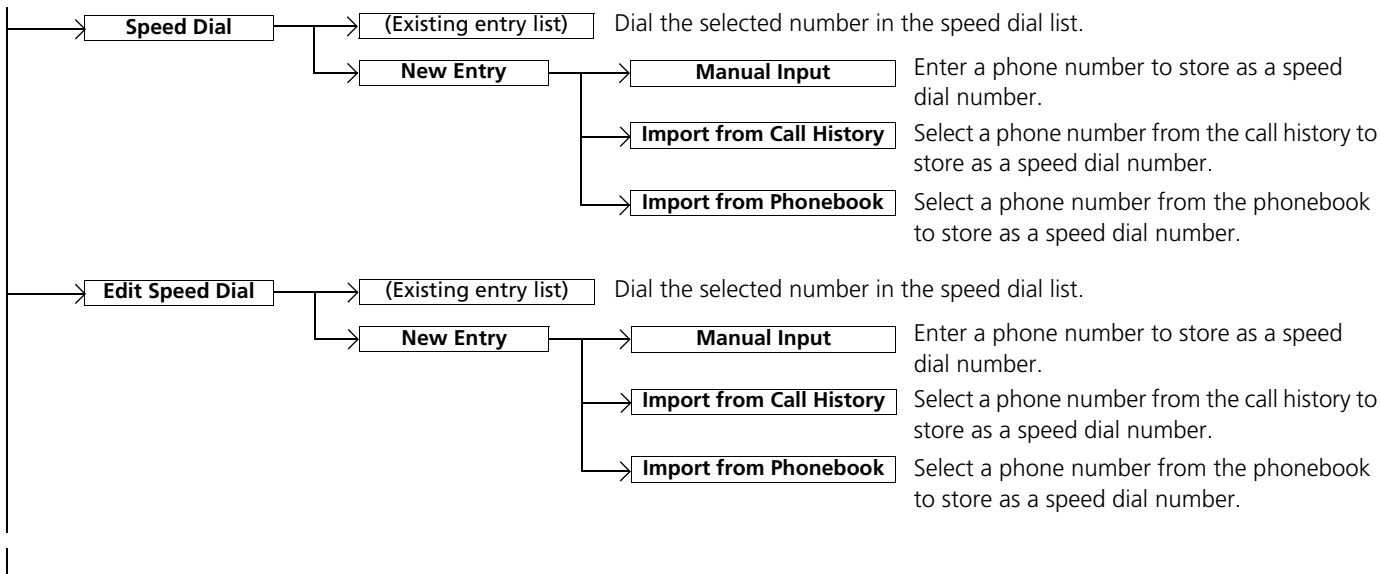 Speed Dial (Existing entry list) Dial the selected number in the speed dial list.
New Entry Manual Input Enter a phone number to store as a speed
dial number.
Import from Call History Select a phone number from the call history to
store as a speed dial number.
Import from Phonebook Select a phone number from the phonebook
to store as a speed dial number.
Edit Speed Dial (Existing entry list) Dial the selected number in the speed dial list.
New Entry Manual Input Enter a phone number to store as a speed
dial number.
Import from Call History Select a phone number from the call history to
store as a speed dial number.
Import from Phonebook Select a phone number from the phonebook
to store as a speed dial number.